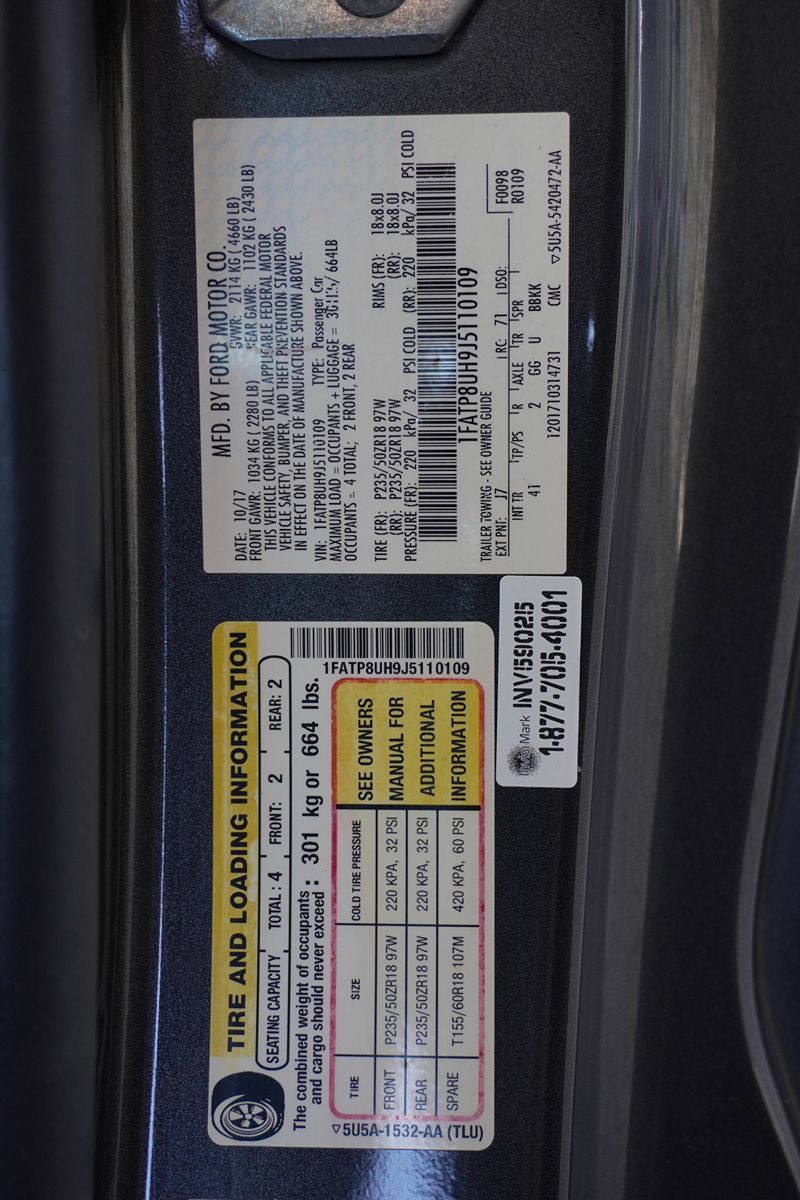 MFD. BY FORD MOTOR CO.
DATE: 10/17 GVWR: 2114 KG ( 4660 LB)
FRONT GAWR: 1034 KG ( 2280 LB) REAR GAWR: 1102 KG ( 2430 LB)
THIS VEHICLE CONFORMS TO ALL APPLICABLE FEDERAL MOTOR
VEHICLE SAFETY, BUMPER, AND THEFT PREVENTION STANDARDS
IN EFFECT ON THE DATE OF MANUFACTURE SHOWN ABOVE.
VIN: 1FATP8UH9J5110109 TYPE: Passenger Car
MAXIMUM LOAD = OCCUPANTS + LUGGAGE = 664LB
OCCUPANTS = 4 TOTAL; 2 FRONT, 2 REAR
TIRE (FR): P235/50ZR18 97W RIMS (FR): 18x8.0J
(RR): P235/50ZR18 97W (RR): 18x8.0J
PRESSURE (FR): 220 kPa/ 32 PSI COLD (RR): 220 kPa/ 32 PSI COLD
1FATP8UH9J5110109
TRAILER TOWING - SEE OWNER GUIDE
EXT PNT: J7 RC: 71 DSO: F0098
R0109
INT TR TP/PS R AXLE TR SPR
41 2 GG U BBKK
1201710314731 CMC ▽5U5A-5420472-AA
TIRE AND LOADING INFORMATION
SEATING CAPACITY TOTAL : 4 FRONT: 2 REAR: 2
The combined weight of occupants
and cargo should never exceed : 301 kg or 664 lbs.
1FATP8UH9J5110109
TIRE SIZE COLD TIRE PRESSURE
FRONT P235/50ZR18 97W 220 KPA, 32 PSI
REAR P235/50ZR18 97W 220 KPA, 32 PSI
SPARE T155/60R18 107M 420 KPA, 60 PSI
SEE OWNERS
MANUAL FOR
ADDITIONAL
INFORMATION
▽5U5A-1532-AA (TLU)
Mark INV559025
1-877-705-4001